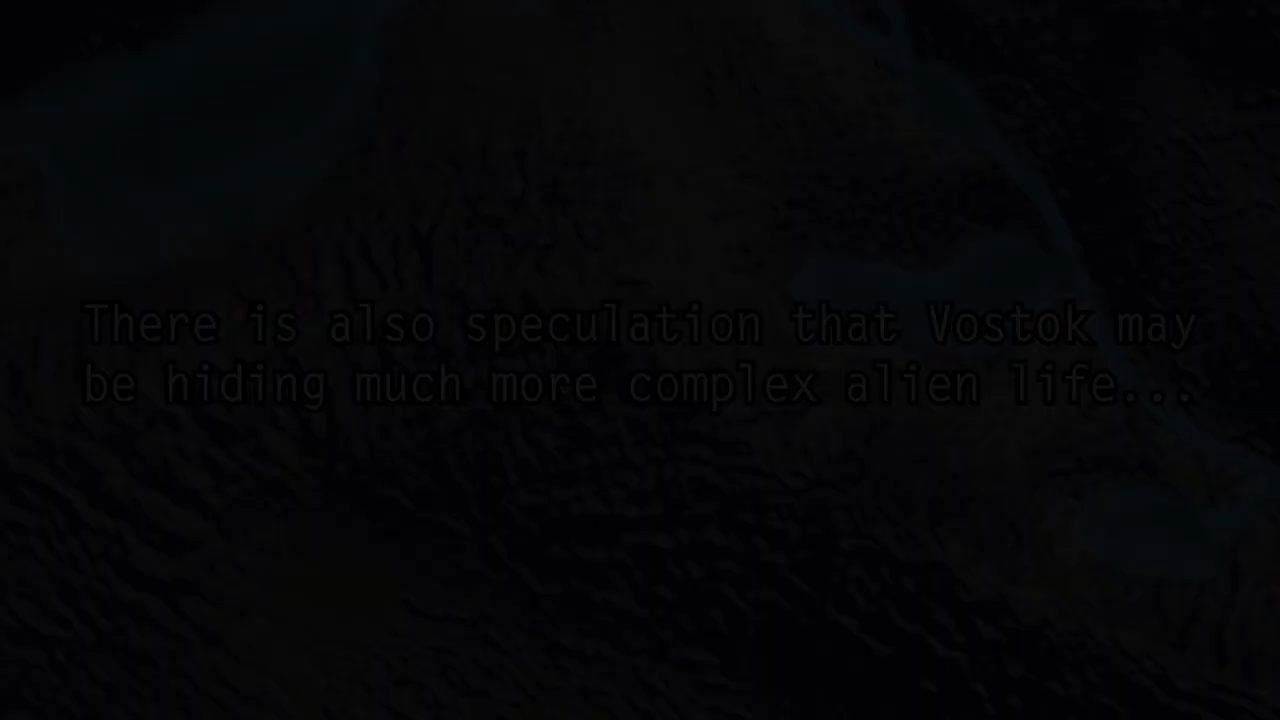 There is also speculation that Vostok may
be hiding much more complex alien life...